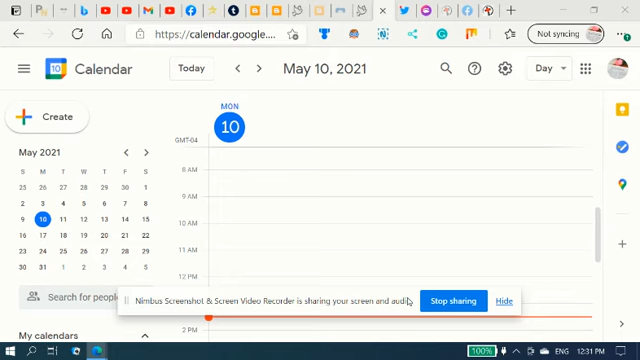 https://calendar.google....
Not syncing
10
Calendar
Today
May 10, 2021
Day
Create
MON
10
GMT-04
May 2021
S M T W T F S
25 26 27 28 29 30 1
2 3 4 5 6 7 8
9 10 11 12 13 14 15
16 17 18 19 20 21 22
23 24 25 26 27 28 29
30 31 1 2 3 4 5
8 AM
9 AM
10 AM
11 AM
12 PM
2 PM
Search for people
Nimbus Screenshot & Screen Video Recorder is sharing your screen and audio.
Stop sharing
Hide
My calendars
100%
ENG
12:31 PM